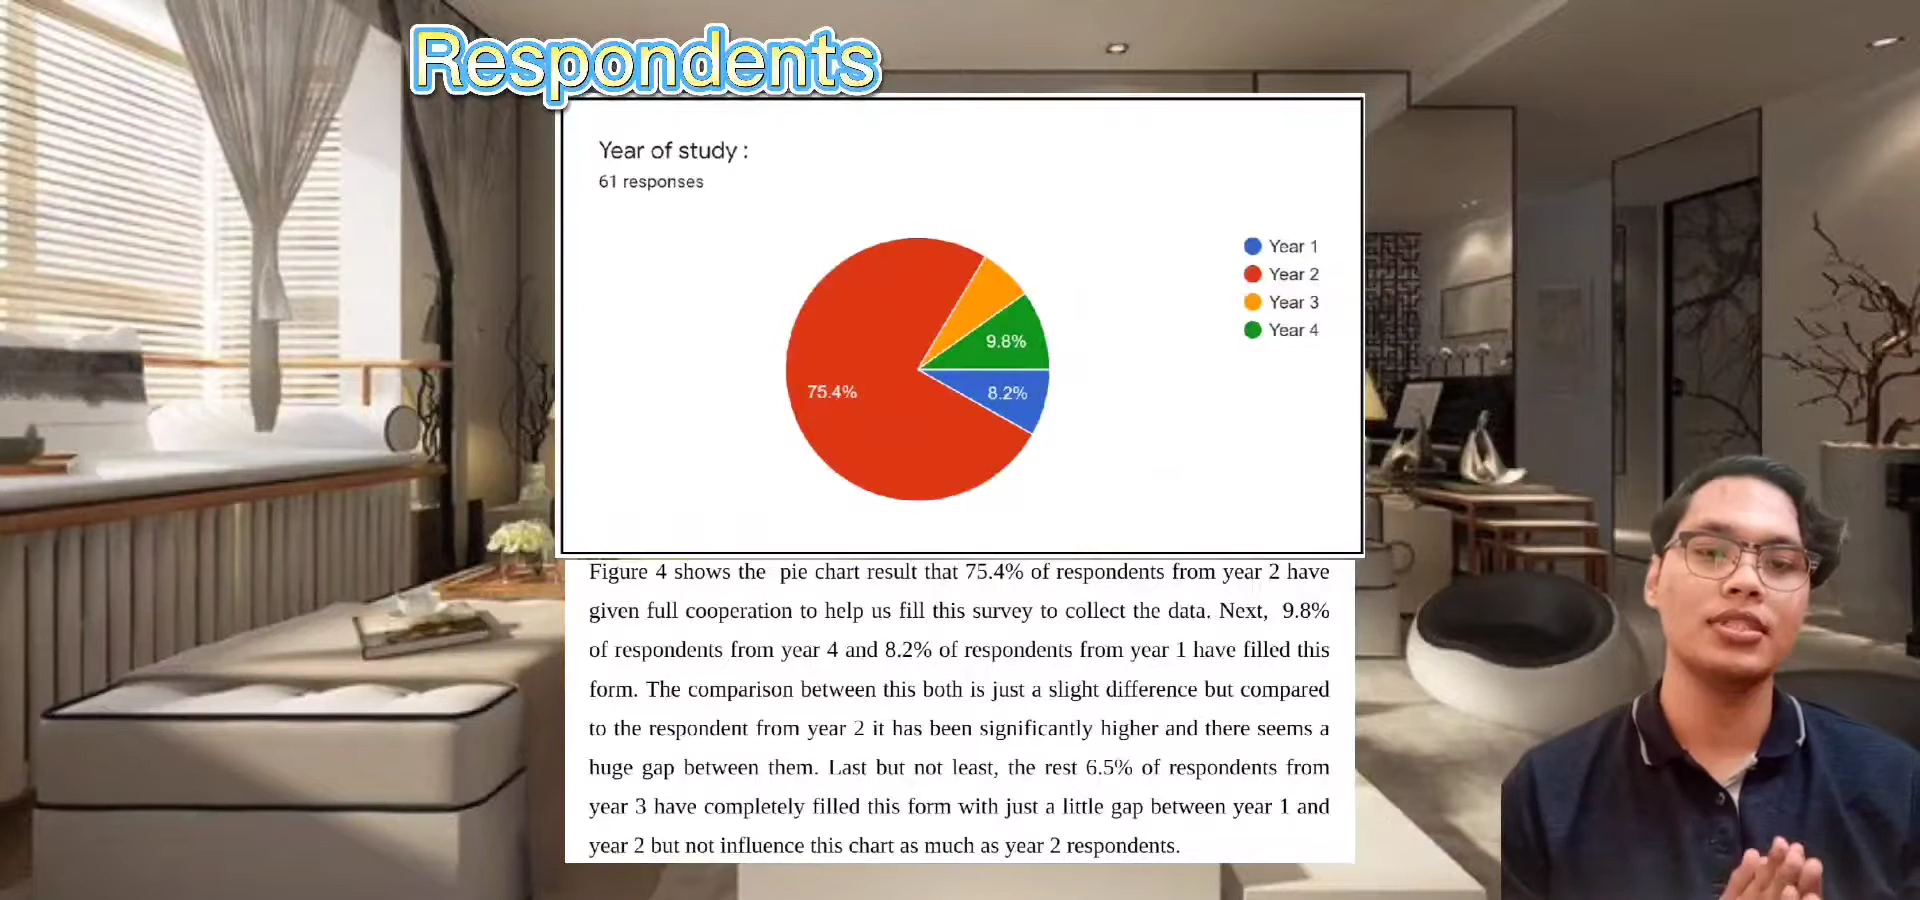 Respondents
Year of study :
61 responses
Year 1
Year 2
Year 3
Year 4
9.8%
75.4%
8.2%
Figure 4 shows the pie chart result that 75.4% of respondents from year 2 have
given full cooperation to help us fill this survey to collect the data. Next, 9.8%
of respondents from year 4 and 8.2% of respondents from year 1 have filled this
form. The comparison between this both is just a slight difference but compared
to the respondent from year 2 it has been significantly higher and there seems a
huge gap between them. Last but not least, the rest 6.5% of respondents from
year 3 have completely filled this form with just a little gap between year 1 and
year 2 but not influence this chart as much as year 2 respondents.